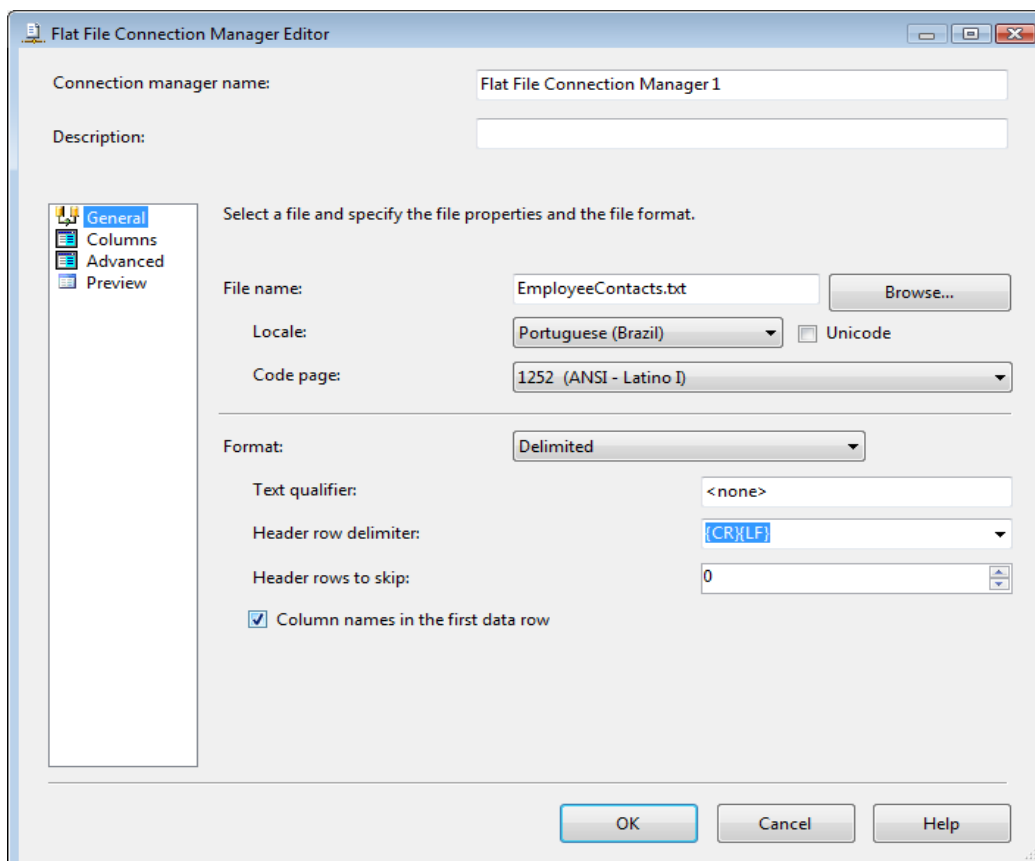 Flat File Connection Manager Editor
Connection manager name: Flat File Connection Manager 1
Description:
General
Columns
Advanced
Preview
Select a file and specify the file properties and the file format.
File name: EmployeeContacts.txt Browse...
Locale: Portuguese (Brazil) Unicode
Code page: 1252 (ANSI - Latino I)
Format: Delimited
Text qualifier: <none>
Header row delimiter: {CR}{LF}
Header rows to skip: 0
Column names in the first data row
OK Cancel Help